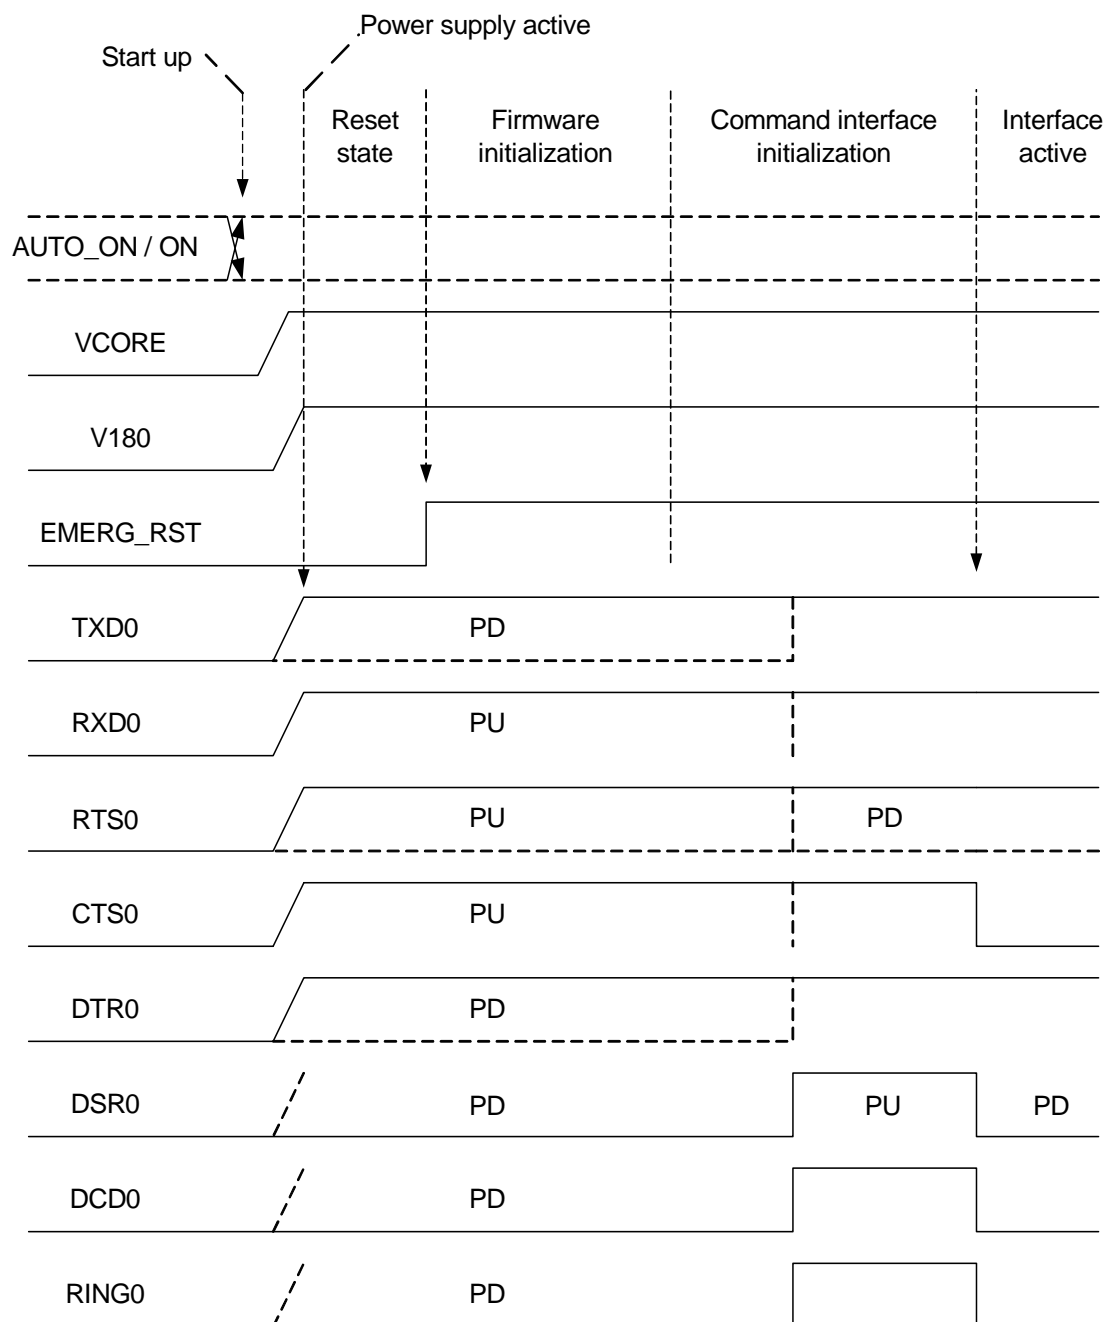 Power supply active
Start up
Reset
state
Firmware
initialization
Command interface
initialization
Interface
active
AUTO_ON / ON
VCORE
V180
EMERG_RST
TXD0
PD
RXD0
PU
RTS0
PU
PD
CTS0
PU
DTR0
PD
DSR0
PD
PU
PD
DCD0
PD
RING0
PD